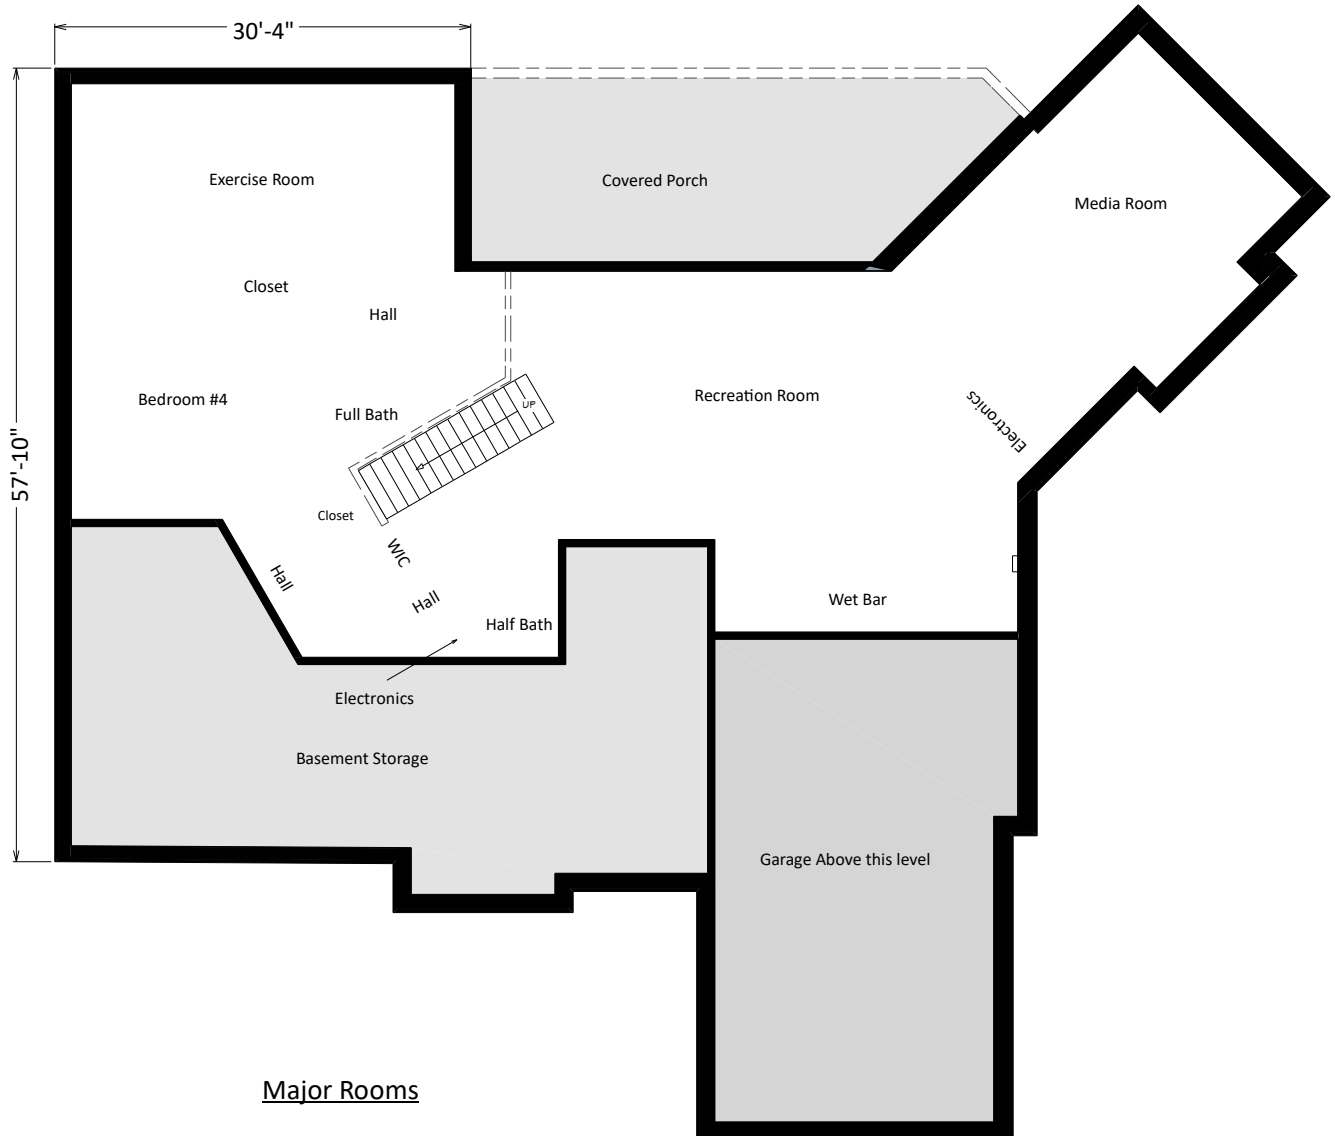 30'-4"
Exercise Room
Covered Porch
Media Room
Closet
Hall
Bedroom #4
Full Bath
UP
Recreation Room
Electronics
57'-10"
Closet
WIC
Hall
Hall
Half Bath
Wet Bar
Electronics
Basement Storage
Garage Above this level
Major Rooms